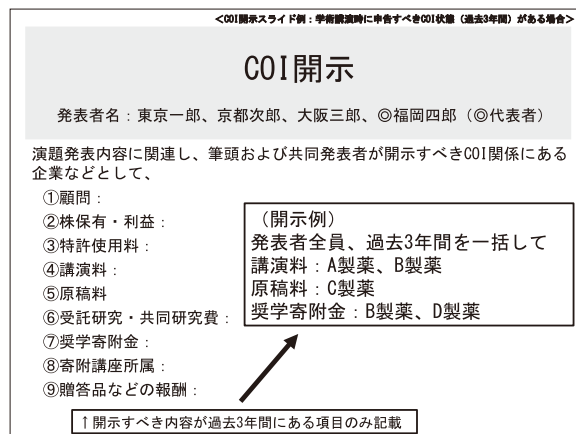 <COI開示スライド例：学術講演時に申告すべきCOI状態（過去3年間）がある場合>
COI開示
発表者名：東京一郎、京都次郎、大阪三郎、◎福岡四郎（◎代表者）
演題発表内容に関連し、筆頭および共同発表者が開示すべきCOI関係にある
企業などとして、
①顧問：
②株保有・利益：
③特許使用料：
④講演料：
⑤原稿料
⑥受託研究・共同研究費：
⑦奨学寄附金：
⑧寄附講座所属：
⑨贈答品などの報酬：
（開示例）
発表者全員、過去3年間を一括して
講演料：A製薬、B製薬
原稿料：C製薬
奨学寄附金：B製薬、D製薬
↑開示すべき内容が過去3年間にある項目のみ記載